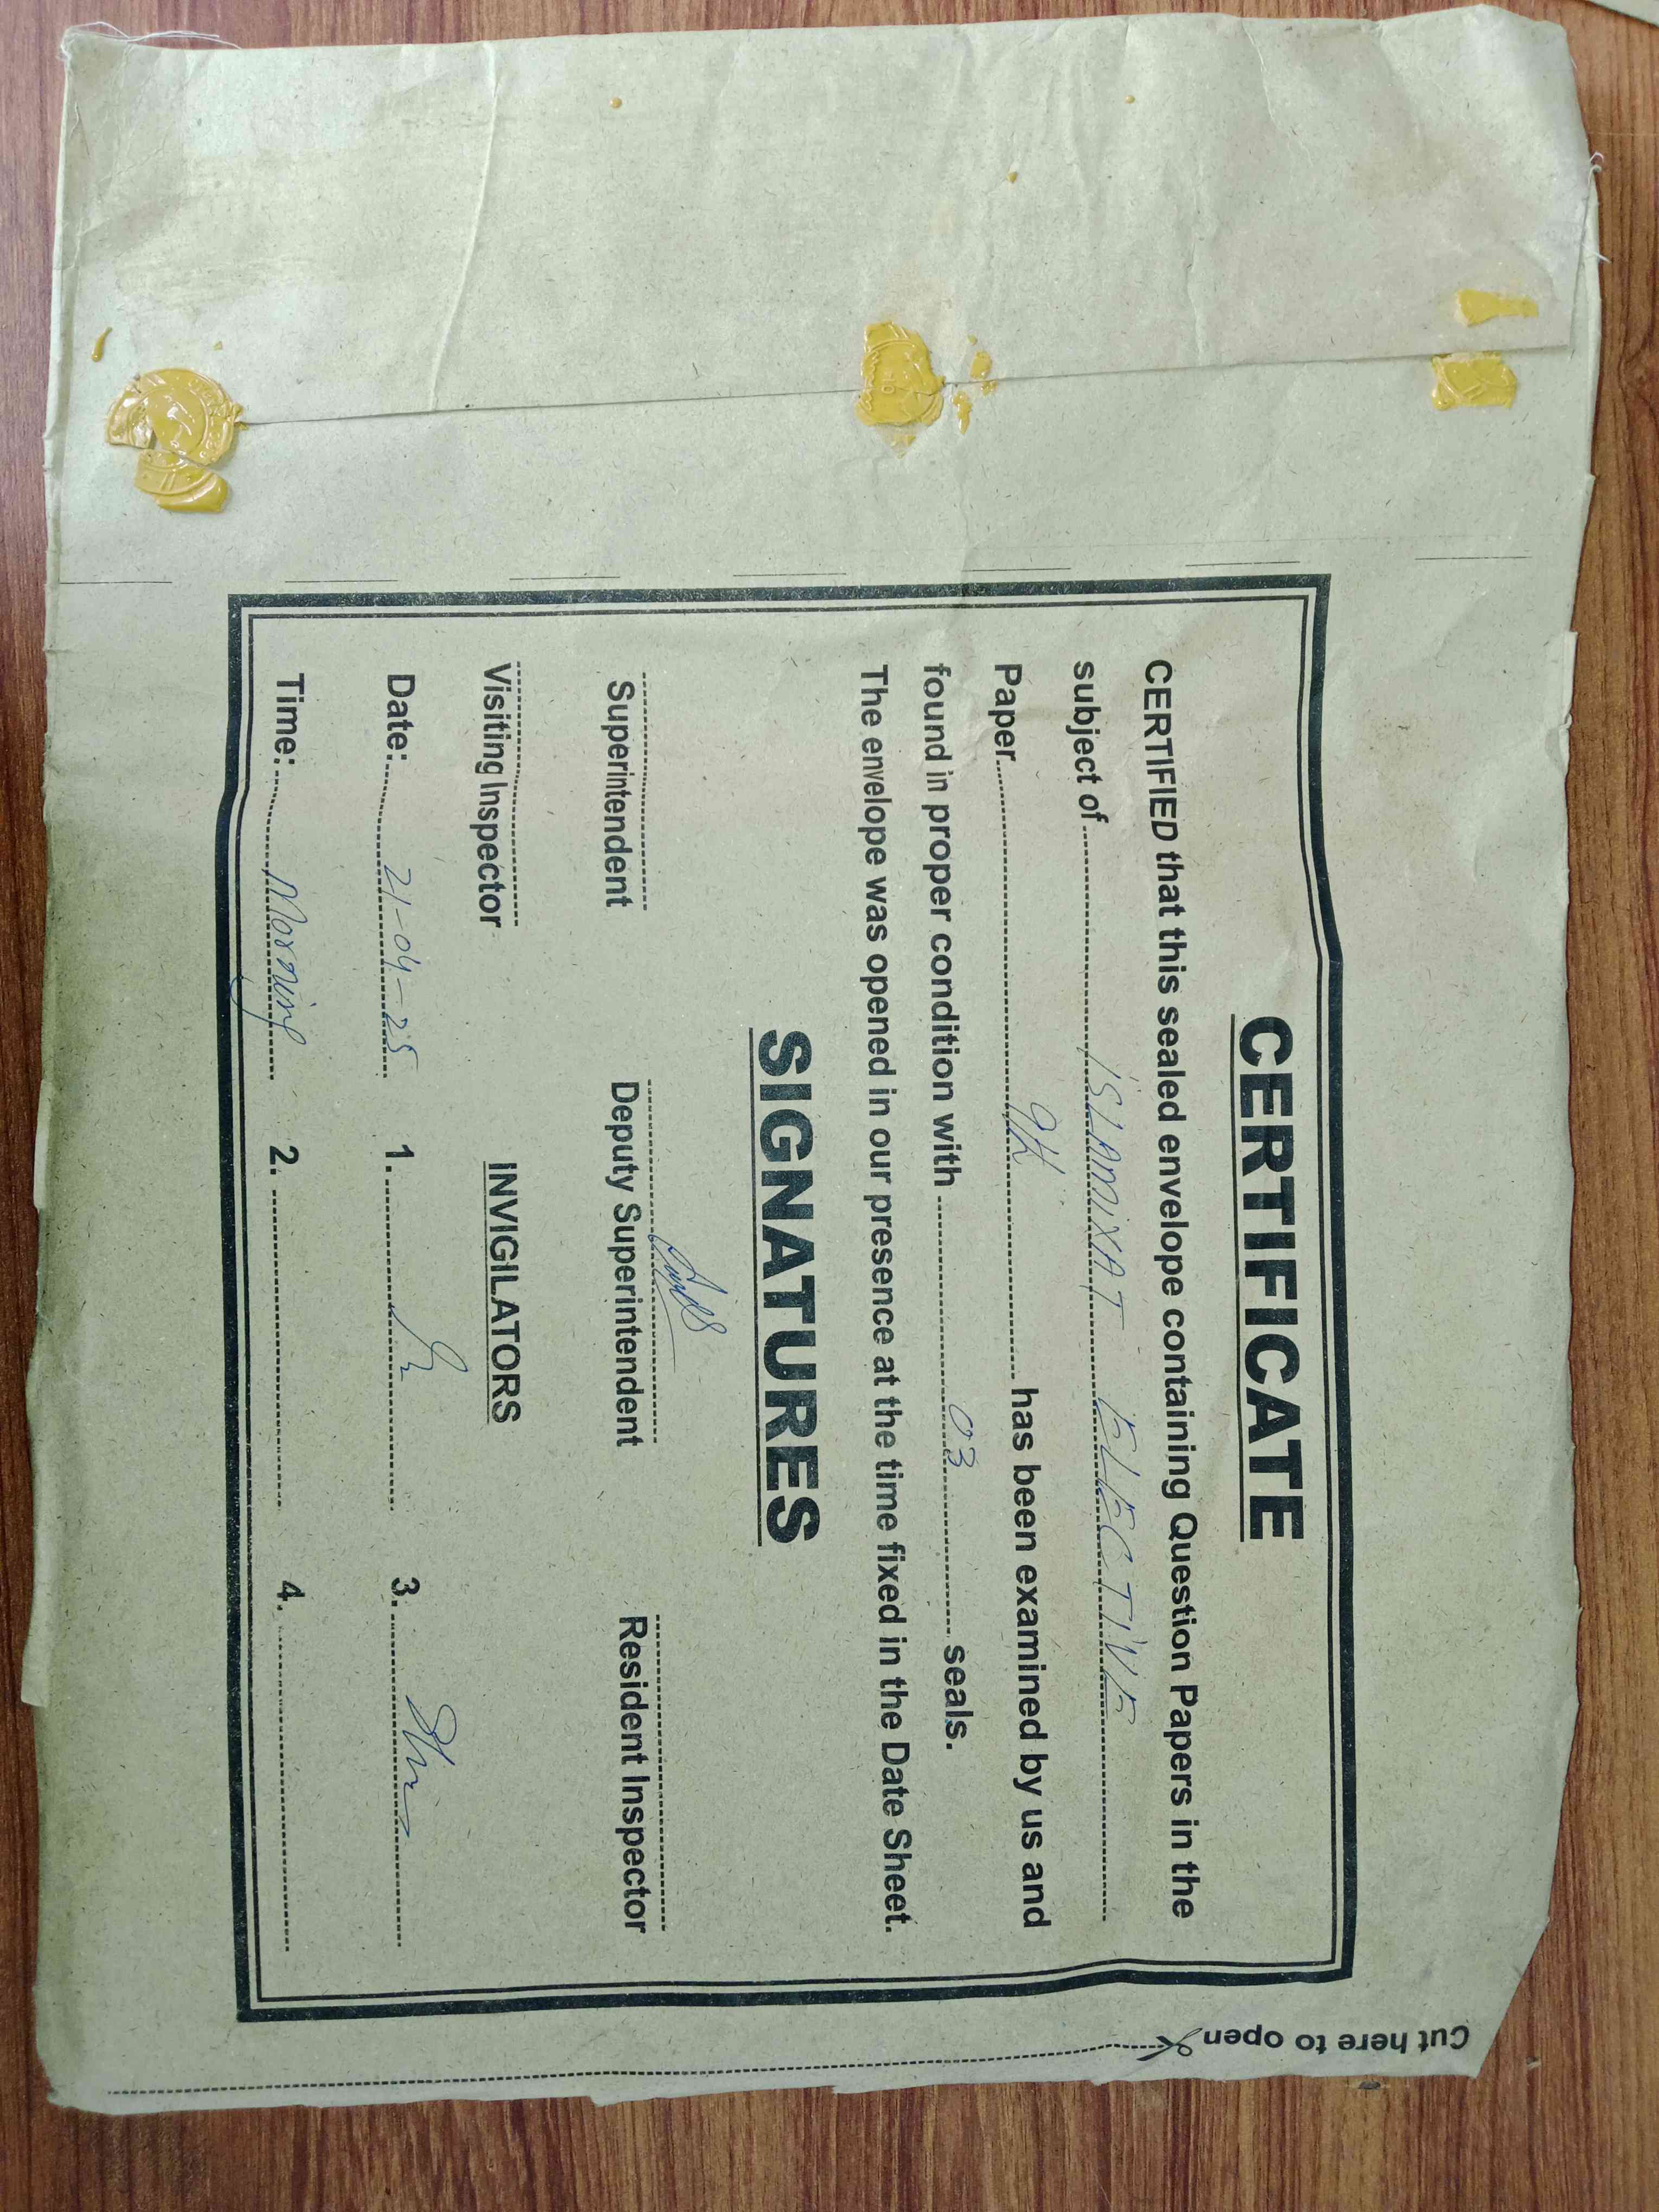 CERTIFICATE
CERTIFIED that this sealed envelope containing Question Papers in the
subject of ISLAMIXAT ELECTIVE
Paper 9th has been examined by us and
found in proper condition with 03 seals.
The envelope was opened in our presence at the time fixed in the Date Sheet.
SIGNATURES
Superintendent Deputy Superintendent Resident Inspector
Visiting Inspector INVIGILATORS
Date: 21-04-25 1. 3.
Time: Morning 2. 4.
Cut here to open